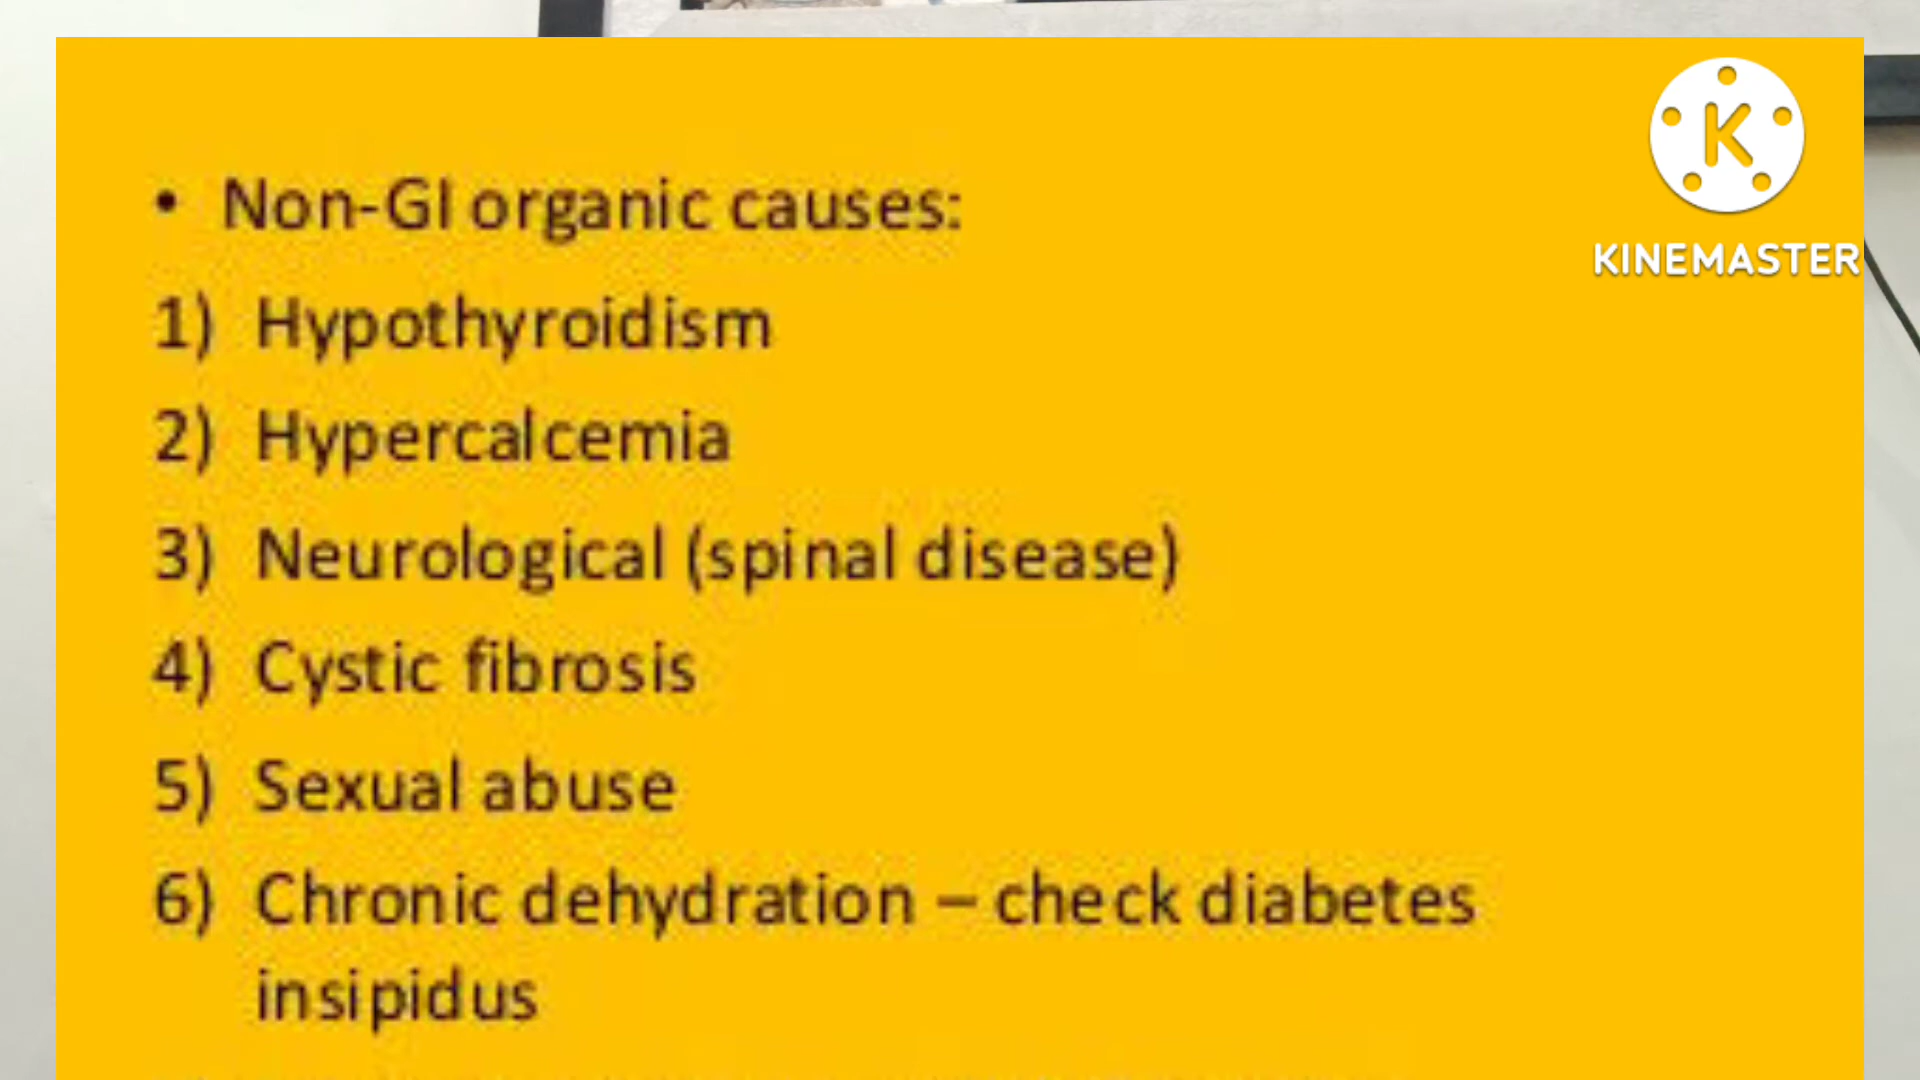 • Non-GI organic causes:
1) Hypothyroidism
2) Hypercalcemia
3) Neurological (spinal disease)
4) Cystic fibrosis
5) Sexual abuse
6) Chronic dehydration – check diabetes
insipidus
K
KINEMASTER